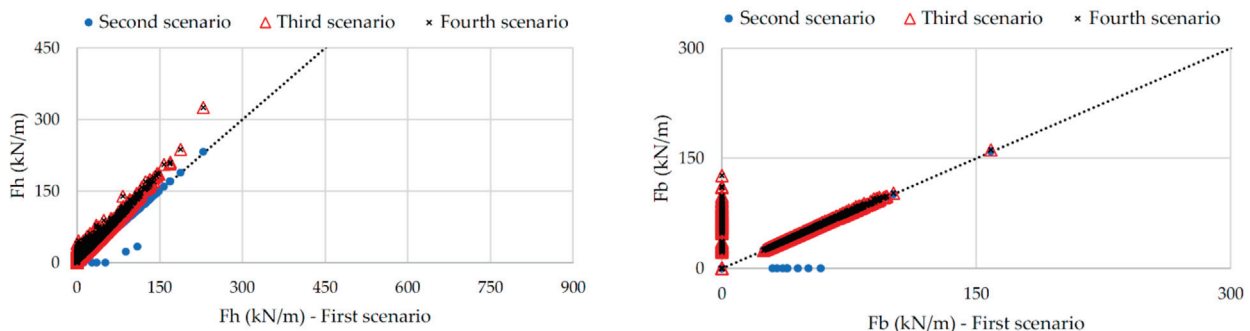 Second scenario Third scenario Fourth scenario
450
300
150
0
Fh (kN/m)
0 150 300 450 600 750 900
Fh (kN/m) - First scenario
Second scenario Third scenario Fourth scenario
300
150
0
Fb (kN/m)
0 150 300
Fb (kN/m) - First scenario